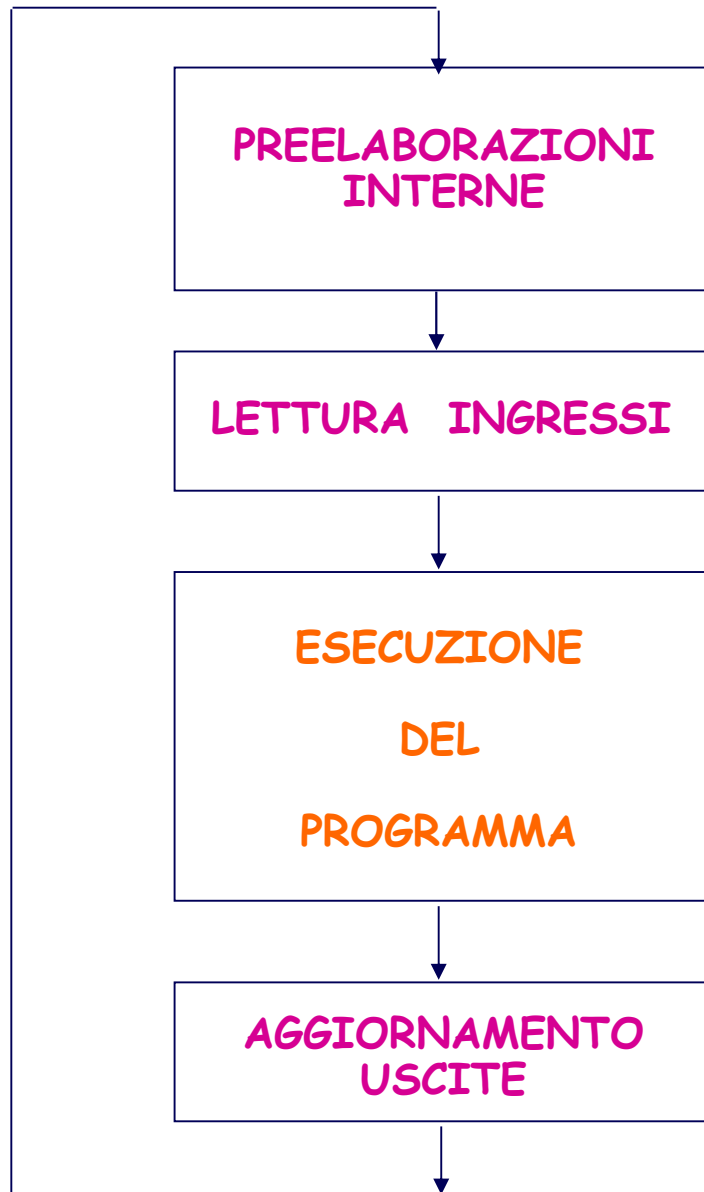 PREELABORAZIONI
INTERNE
LETTURA INGRESSI
ESECUZIONE
DEL
PROGRAMMA
AGGIORNAMENTO
USCITE